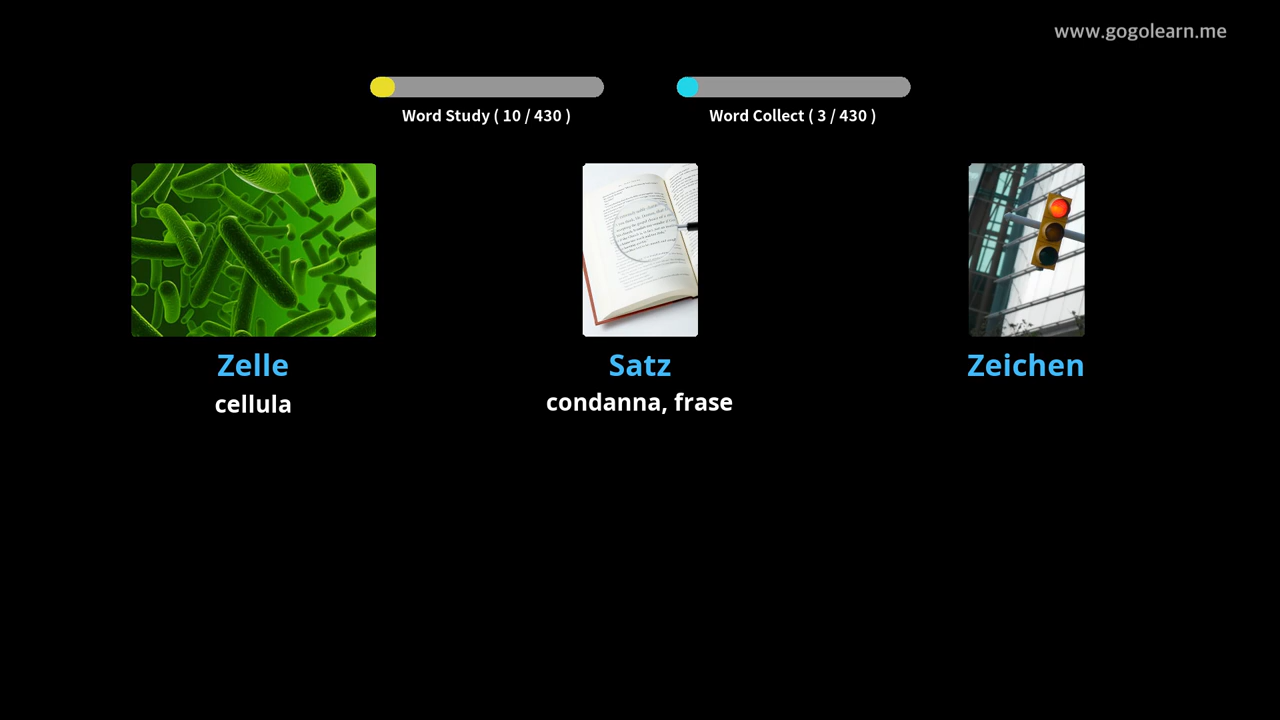 www.gogolearn.me
Word Study ( 10 / 430 )
Word Collect ( 3 / 430 )
Zelle
cellula
Satz
condanna, frase
Zeichen